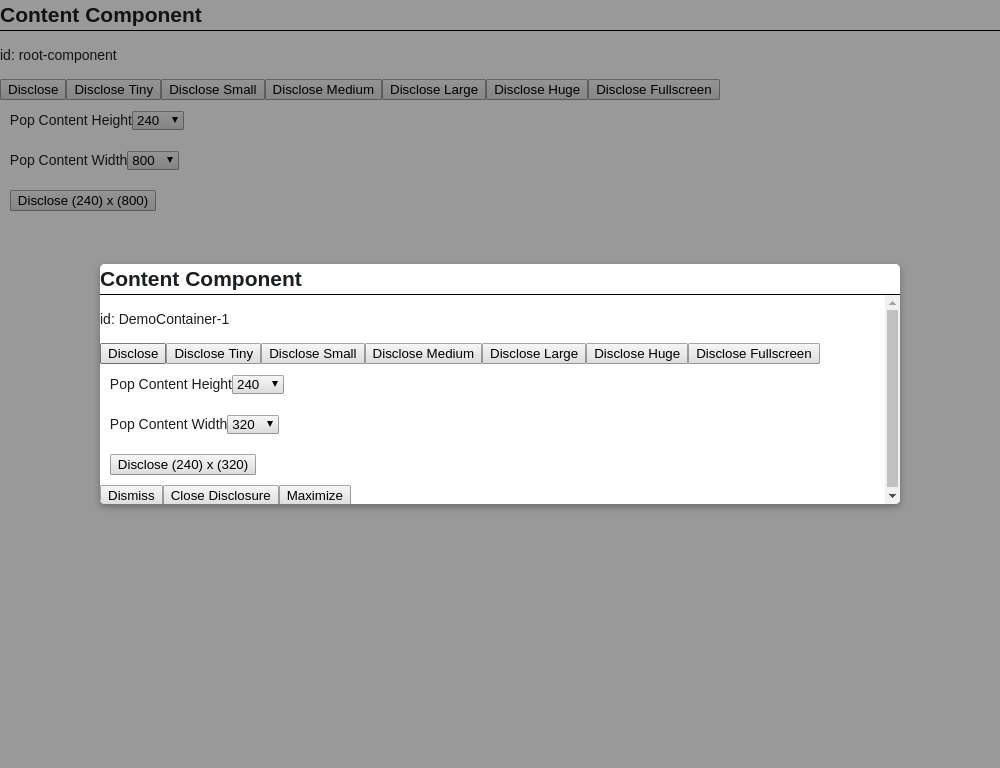 Content Component
id: root-component
Disclose Disclose Tiny Disclose Small Disclose Medium Disclose Large Disclose Huge Disclose Fullscreen
Pop Content Height 240
Pop Content Width 800
Disclose (240) x (800)
Content Component
id: DemoContainer-1
Disclose Disclose Tiny Disclose Small Disclose Medium Disclose Large Disclose Huge Disclose Fullscreen
Pop Content Height 240
Pop Content Width 320
Disclose (240) x (320)
Dismiss Close Disclosure Maximize